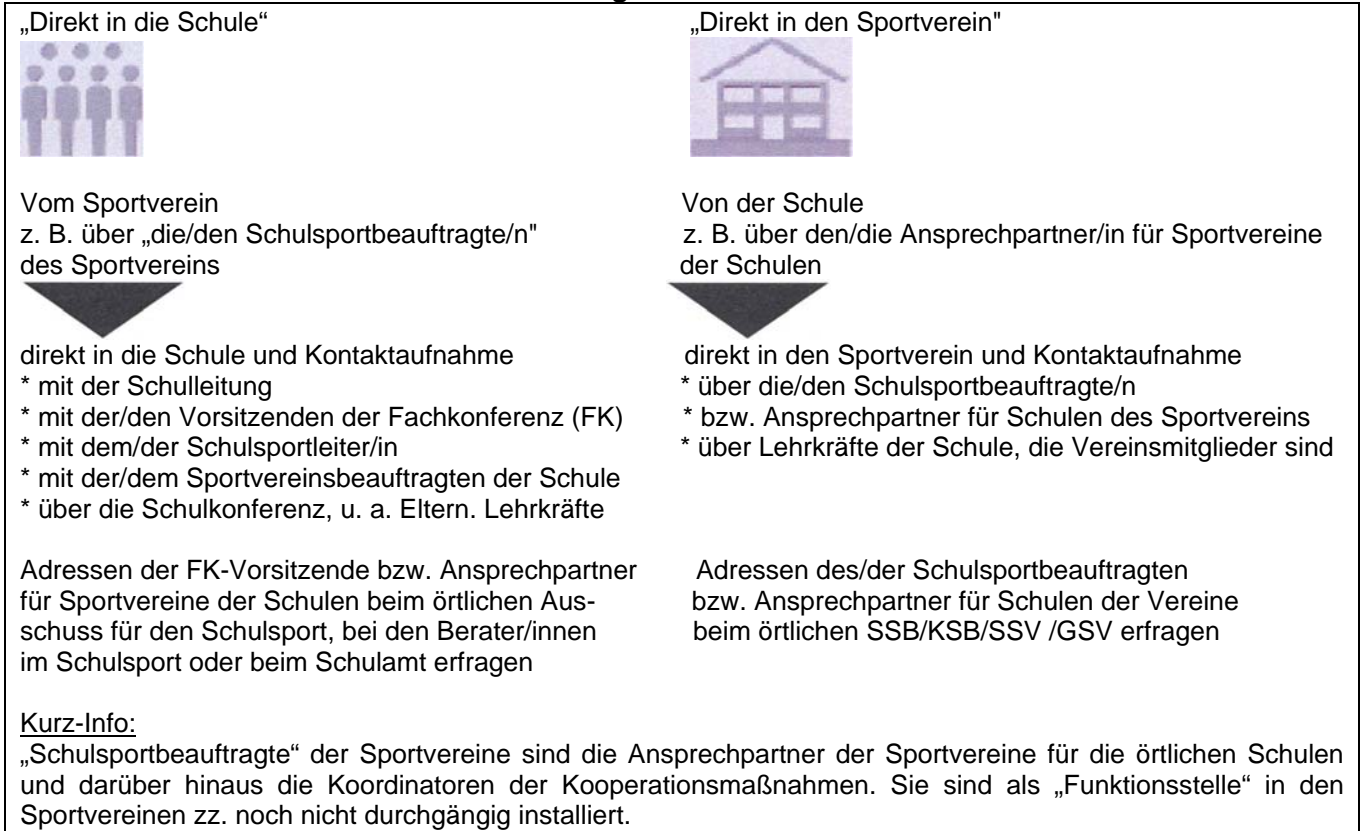 „Direkt in die Schule“
Vom Sportverein
z. B. über „die/den Schulsportbeauftragte/n"
des Sportvereins
direkt in die Schule und Kontaktaufnahme
* mit der Schulleitung
* mit der/den Vorsitzenden der Fachkonferenz (FK)
* mit dem/der Schulsportleiter/in
* mit der/dem Sportvereinsbeauftragten der Schule
* über die Schulkonferenz, u. a. Eltern. Lehrkräfte
Adressen der FK-Vorsitzende bzw. Ansprechpartner
für Sportvereine der Schulen beim örtlichen Aus-
schuss für den Schulsport, bei den Berater/innen
im Schulsport oder beim Schulamt erfragen
„Direkt in den Sportverein"
Von der Schule
z. B. über den/die Ansprechpartner/in für Sportvereine
der Schulen
direkt in den Sportverein und Kontaktaufnahme
* über die/den Schulsportbeauftragte/n
* bzw. Ansprechpartner für Schulen des Sportvereins
* über Lehrkräfte der Schule, die Vereinsmitglieder sind
Adressen des/der Schulsportbeauftragten
bzw. Ansprechpartner für Schulen der Vereine
beim örtlichen SSB/KSB/SSV /GSV erfragen
Kurz-Info:
„Schulsportbeauftragte“ der Sportvereine sind die Ansprechpartner der Sportvereine für die örtlichen Schulen
und darüber hinaus die Koordinatoren der Kooperationsmaßnahmen. Sie sind als „Funktionsstelle“ in den
Sportvereinen zz. noch nicht durchgängig installiert.